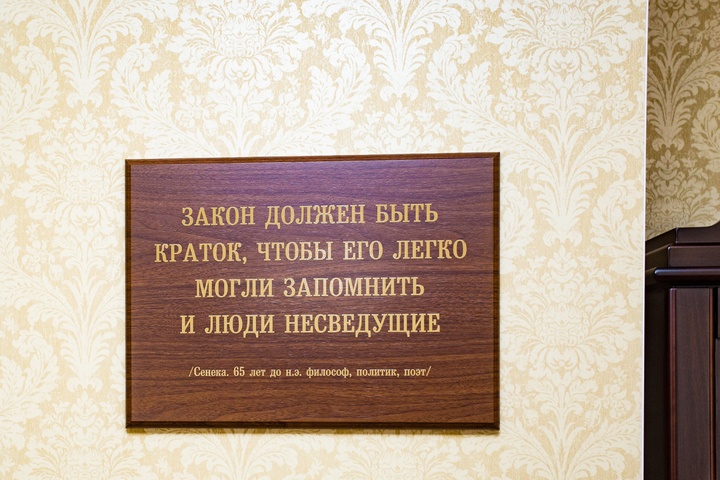 ЗАКОН ДОЛЖЕН БЫТЬ
КРАТОК, ЧТОБЫ ЕГО ЛЕГКО
МОГЛИ ЗАПОМНИТЬ
И ЛЮДИ НЕСВЕДУЩИЕ
/Сенека. 65 лет до н.э. философ, политик, поэт/